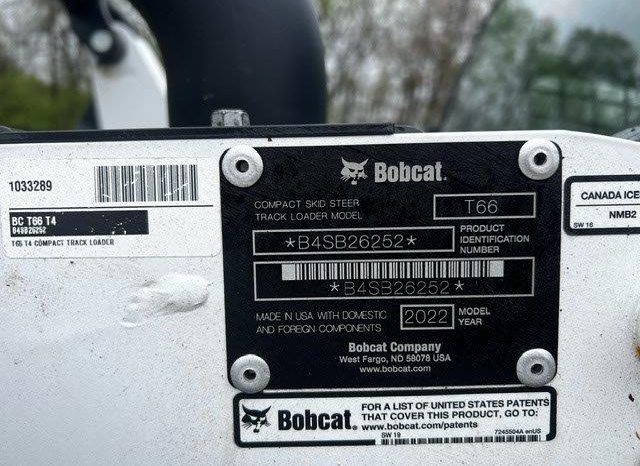 1033289
BC T66 T4
B4SB26252
T66 T4 COMPACT TRACK LOADER
Bobcat.
COMPACT SKID STEER
TRACK LOADER MODEL
T66
*B4SB26252*
PRODUCT
IDENTIFICATION
NUMBER
*B4SB26252*
MADE IN USA WITH DOMESTIC
AND FOREIGN COMPONENTS
2022
MODEL
YEAR
Bobcat Company
West Fargo, ND 58078 USA
www.bobcat.com
Bobcat.
FOR A LIST OF UNITED STATES PATENTS
THAT COVER THIS PRODUCT, GO TO:
www.bobcat.com/patents
SW 19
7245504A enUS
CANADA ICE
NMB2
SW 16